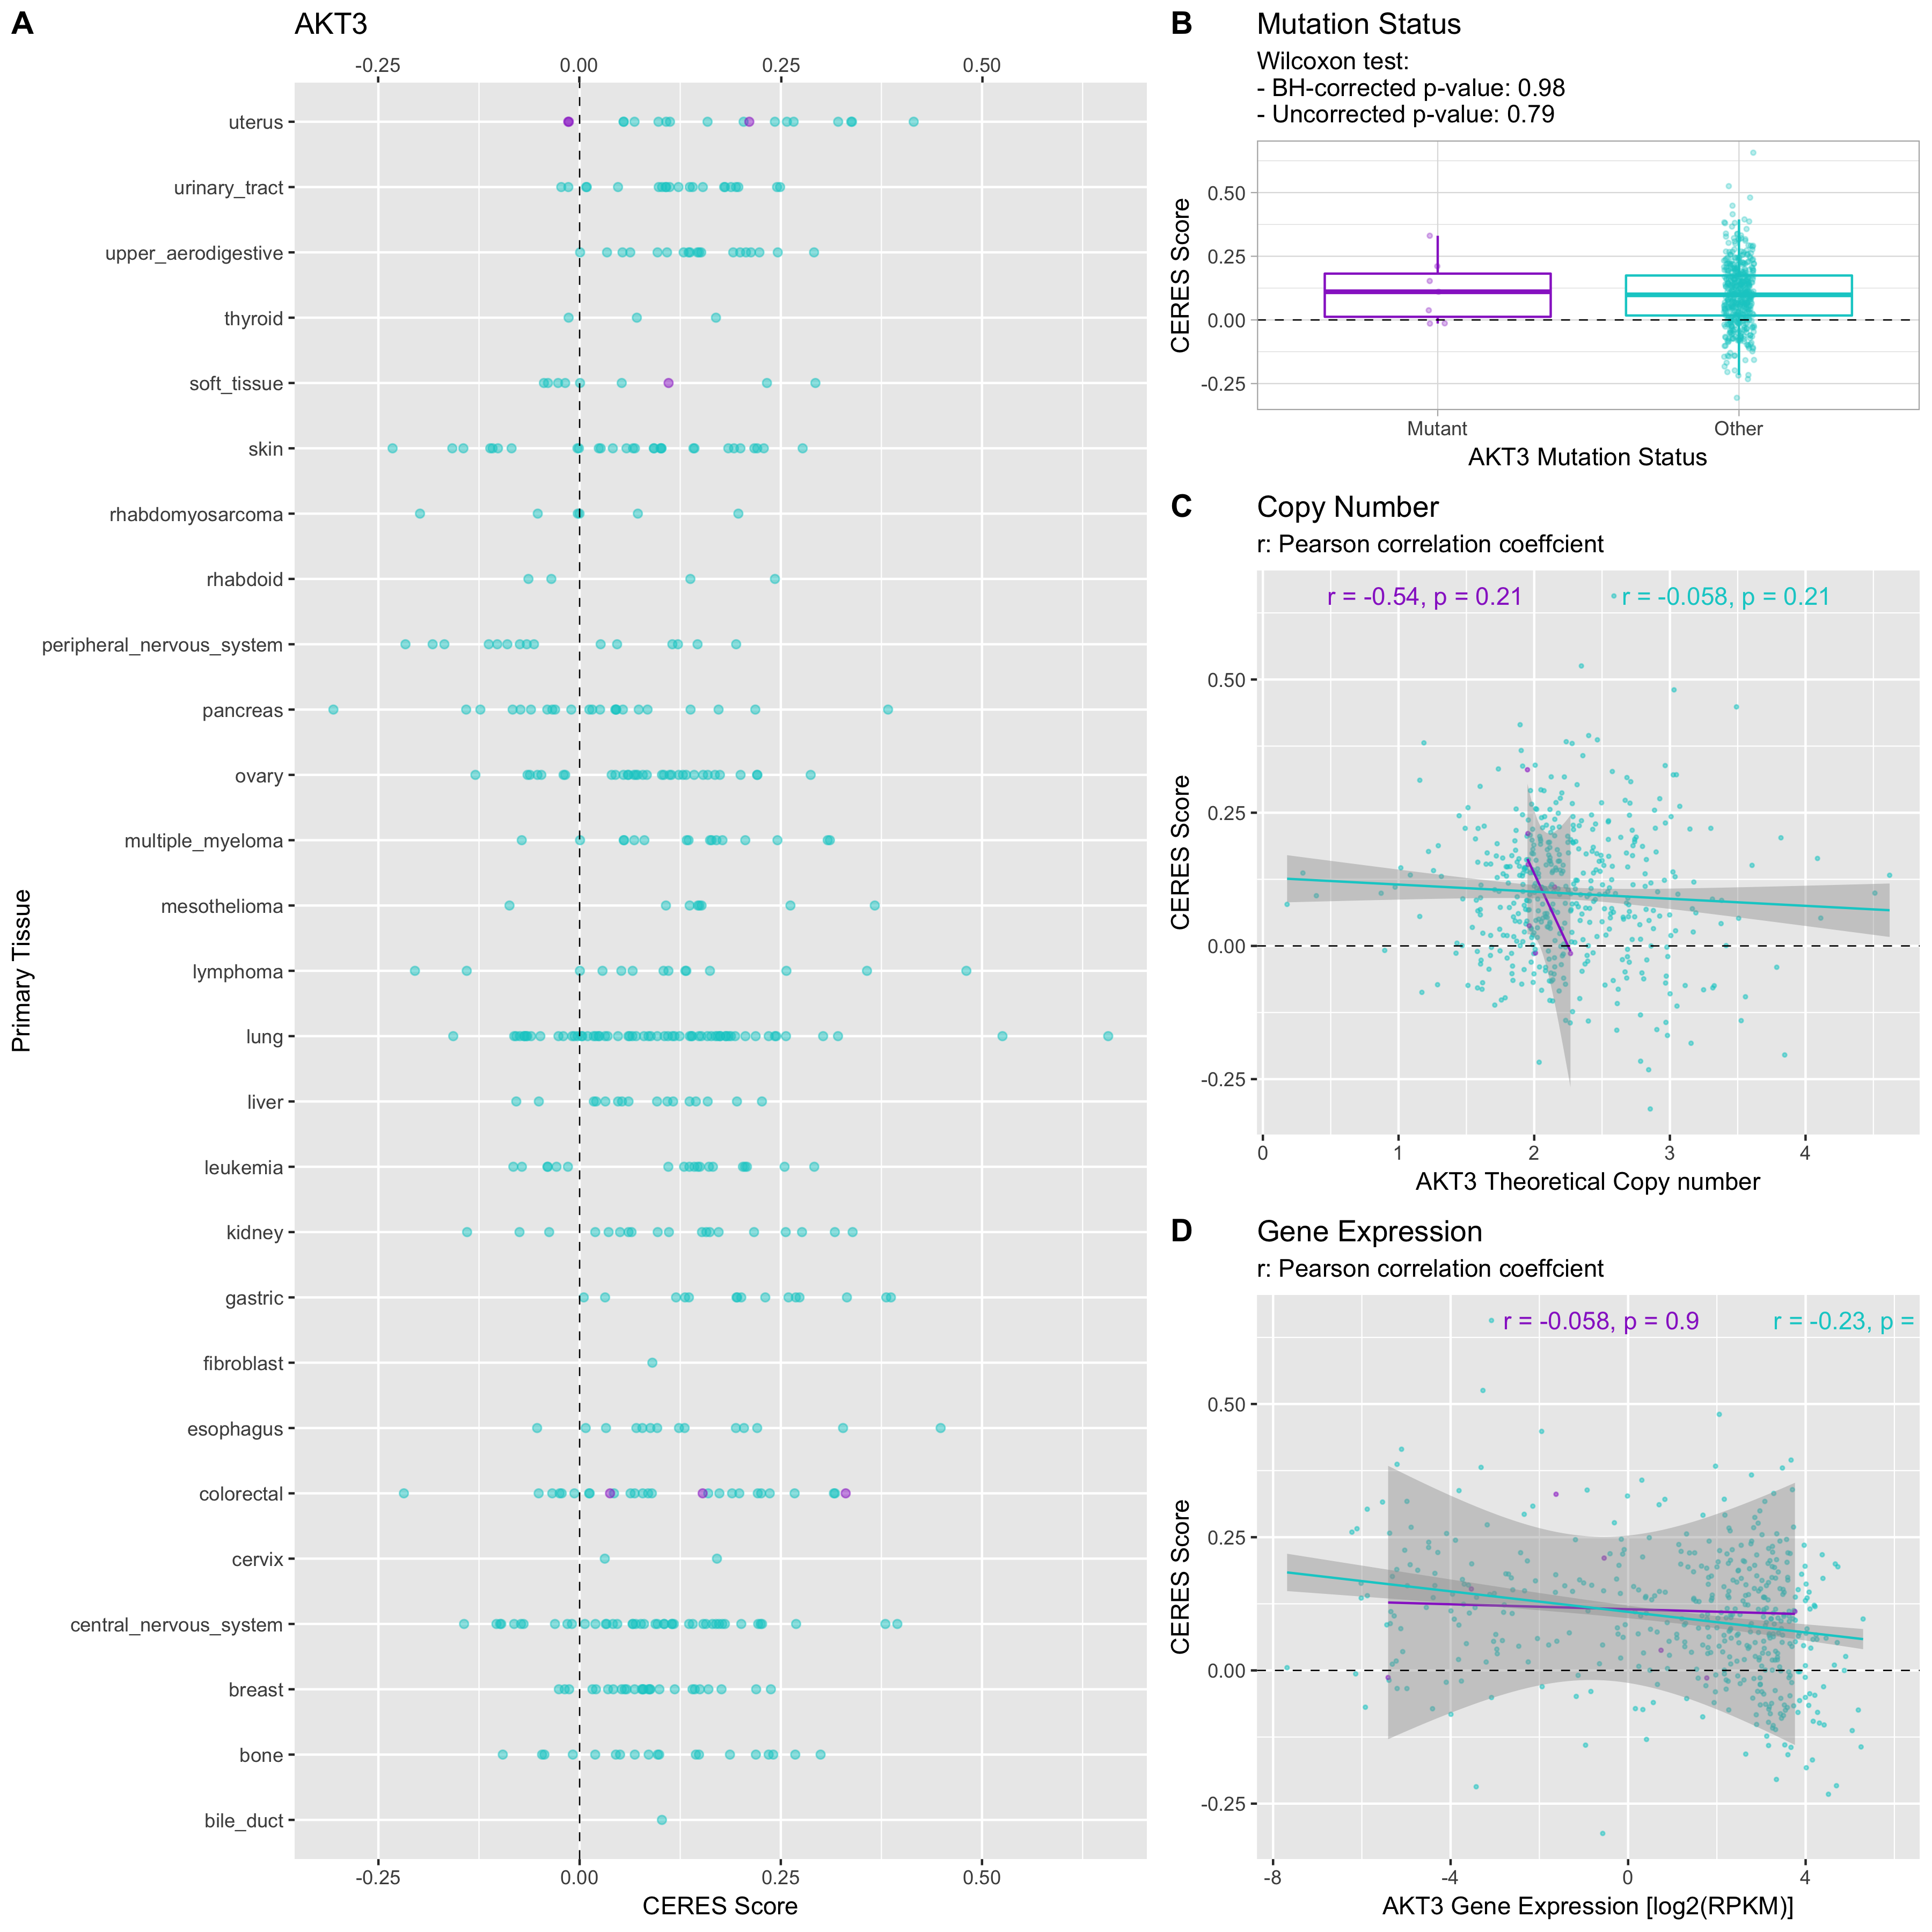 A
AKT3
-0.25 0.00 0.25 0.50
Primary Tissue
uterus
urinary_tract
upper_aerodigestive
thyroid
soft_tissue
skin
rhabdomyosarcoma
rhabdoid
peripheral_nervous_system
pancreas
ovary
multiple_myeloma
mesothelioma
lymphoma
lung
liver
leukemia
kidney
gastric
fibroblast
esophagus
colorectal
cervix
central_nervous_system
breast
bone
bile_duct
-0.25 0.00 0.25 0.50
CERES Score
B
Mutation Status
Wilcoxon test:
- BH-corrected p-value: 0.98
- Uncorrected p-value: 0.79
CERES Score
0.50
0.25
0.00
-0.25
Mutant Other
AKT3 Mutation Status
C
Copy Number
r: Pearson correlation coeffcient
r = -0.54, p = 0.21 r = -0.058, p = 0.21
CERES Score
0.50
0.25
0.00
-0.25
0 1 2 3 4
AKT3 Theoretical Copy number
D
Gene Expression
r: Pearson correlation coeffcient
r = -0.058, p = 0.9 r = -0.23, p =
CERES Score
0.50
0.25
0.00
-0.25
-8 -4 0 4
AKT3 Gene Expression [log2(RPKM)]